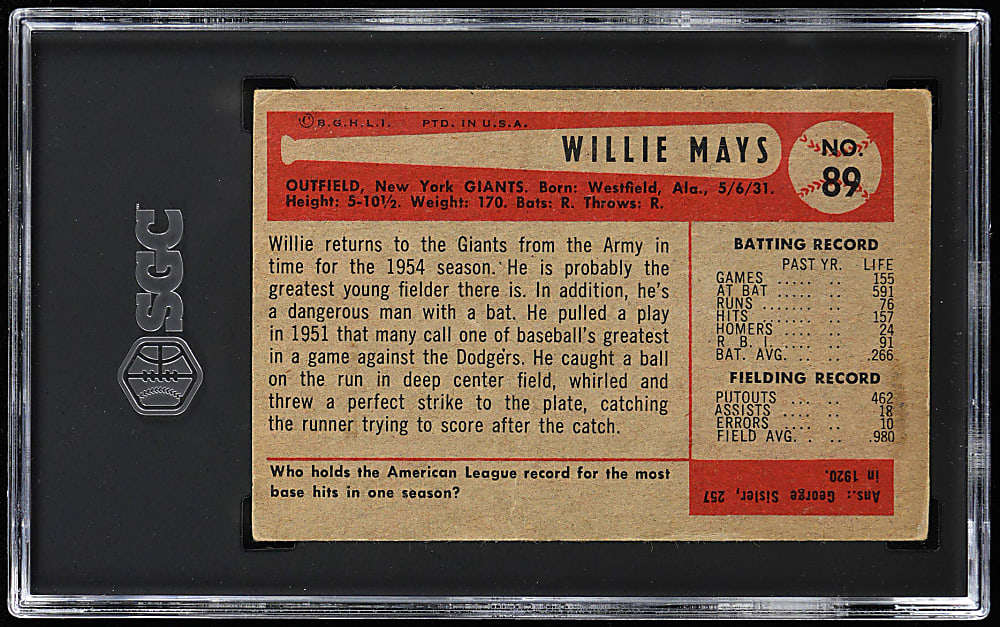 SGC
© B.G.H.L.I. PTD. IN U.S.A.
WILLIE MAYS
NO.
89
OUTFIELD, New York GIANTS. Born: Westfield, Ala., 5/6/31.
Height: 5-10½. Weight: 170. Bats: R. Throws: R.
Willie returns to the Giants from the Army in
time for the 1954 season. He is probably the
greatest young fielder there is. In addition, he's
a dangerous man with a bat. He pulled a play
in 1951 that many call one of baseball's greatest
in a game against the Dodgers. He caught a ball
on the run in deep center field, whirled and
threw a perfect strike to the plate, catching
the runner trying to score after the catch.
BATTING RECORD
PAST YR. LIFE
GAMES ..... .. 155
AT BAT ..... .. 591
RUNS ..... .. 76
HITS ..... .. 157
HOMERS .... .. 24
R. B. I. .... .. 91
BAT. AVG. .. .. .266
FIELDING RECORD
PUTOUTS ... .. 462
ASSISTS .... .. 18
ERRORS .... .. 10
FIELD AVG. . .. .980
Who holds the American League record for the most
base hits in one season?
Ans.: George Sisler, 257
in 1920.